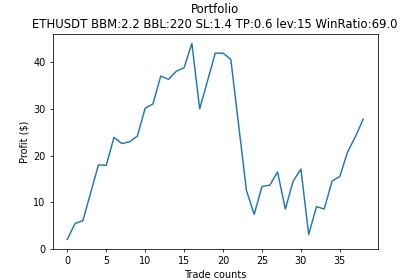 Portfolio
ETHUSDT BBM:2.2 BBL:220 SL:1.4 TP:0.6 lev:15 WinRatio:69.0
40
30
20
10
0
Profit ($)
0 5 10 15 20 25 30 35
Trade counts